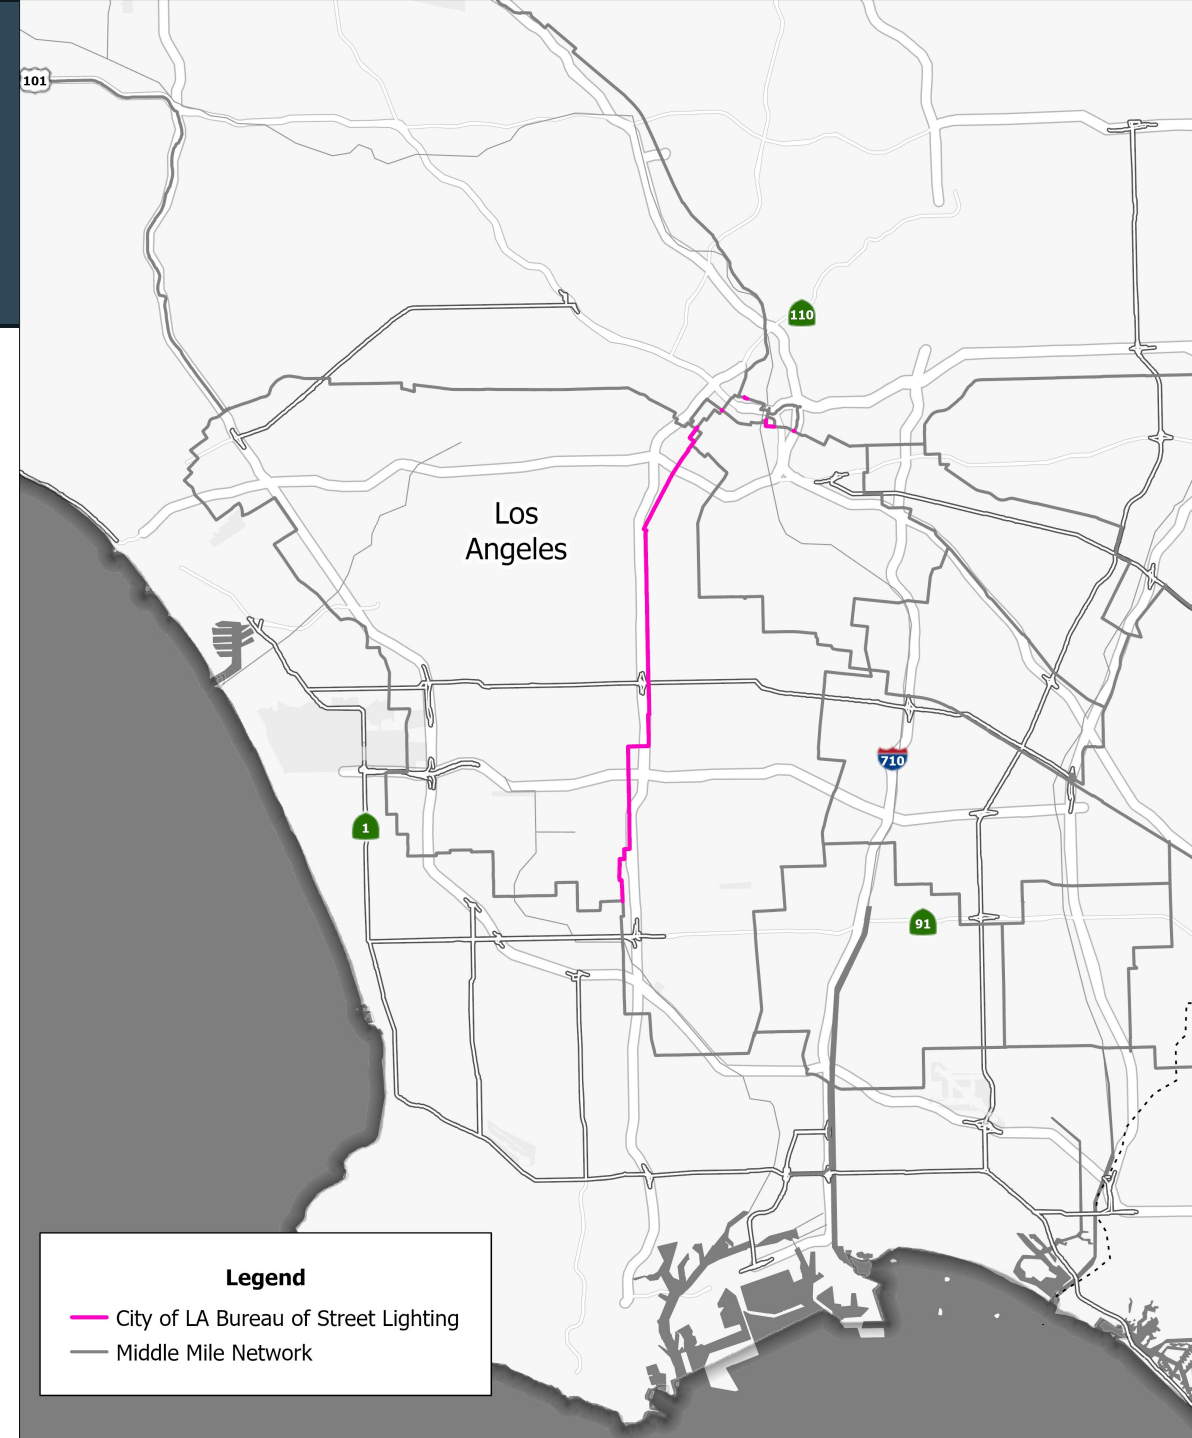 101
110
Los
Angeles
710
1
91
Legend
City of LA Bureau of Street Lighting
Middle Mile Network